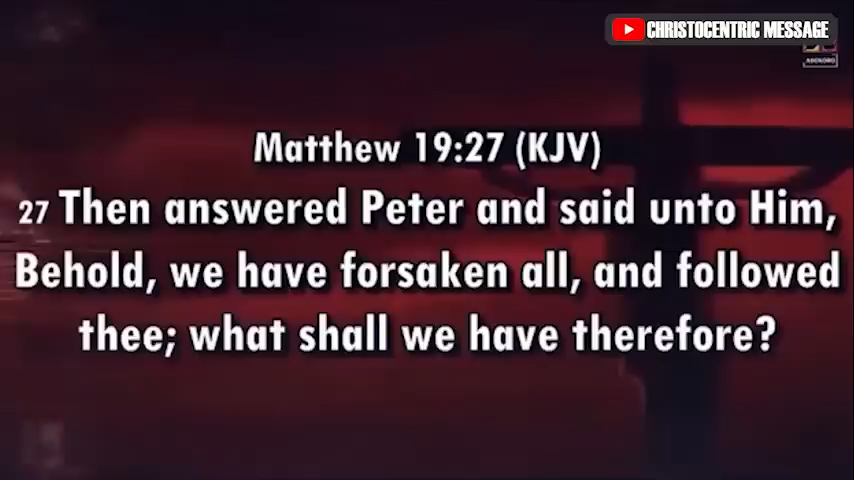 CHRISTOCENTRIC MESSAGE
Matthew 19:27 (KJV)
27 Then answered Peter and said unto Him,
Behold, we have forsaken all, and followed
thee; what shall we have therefore?